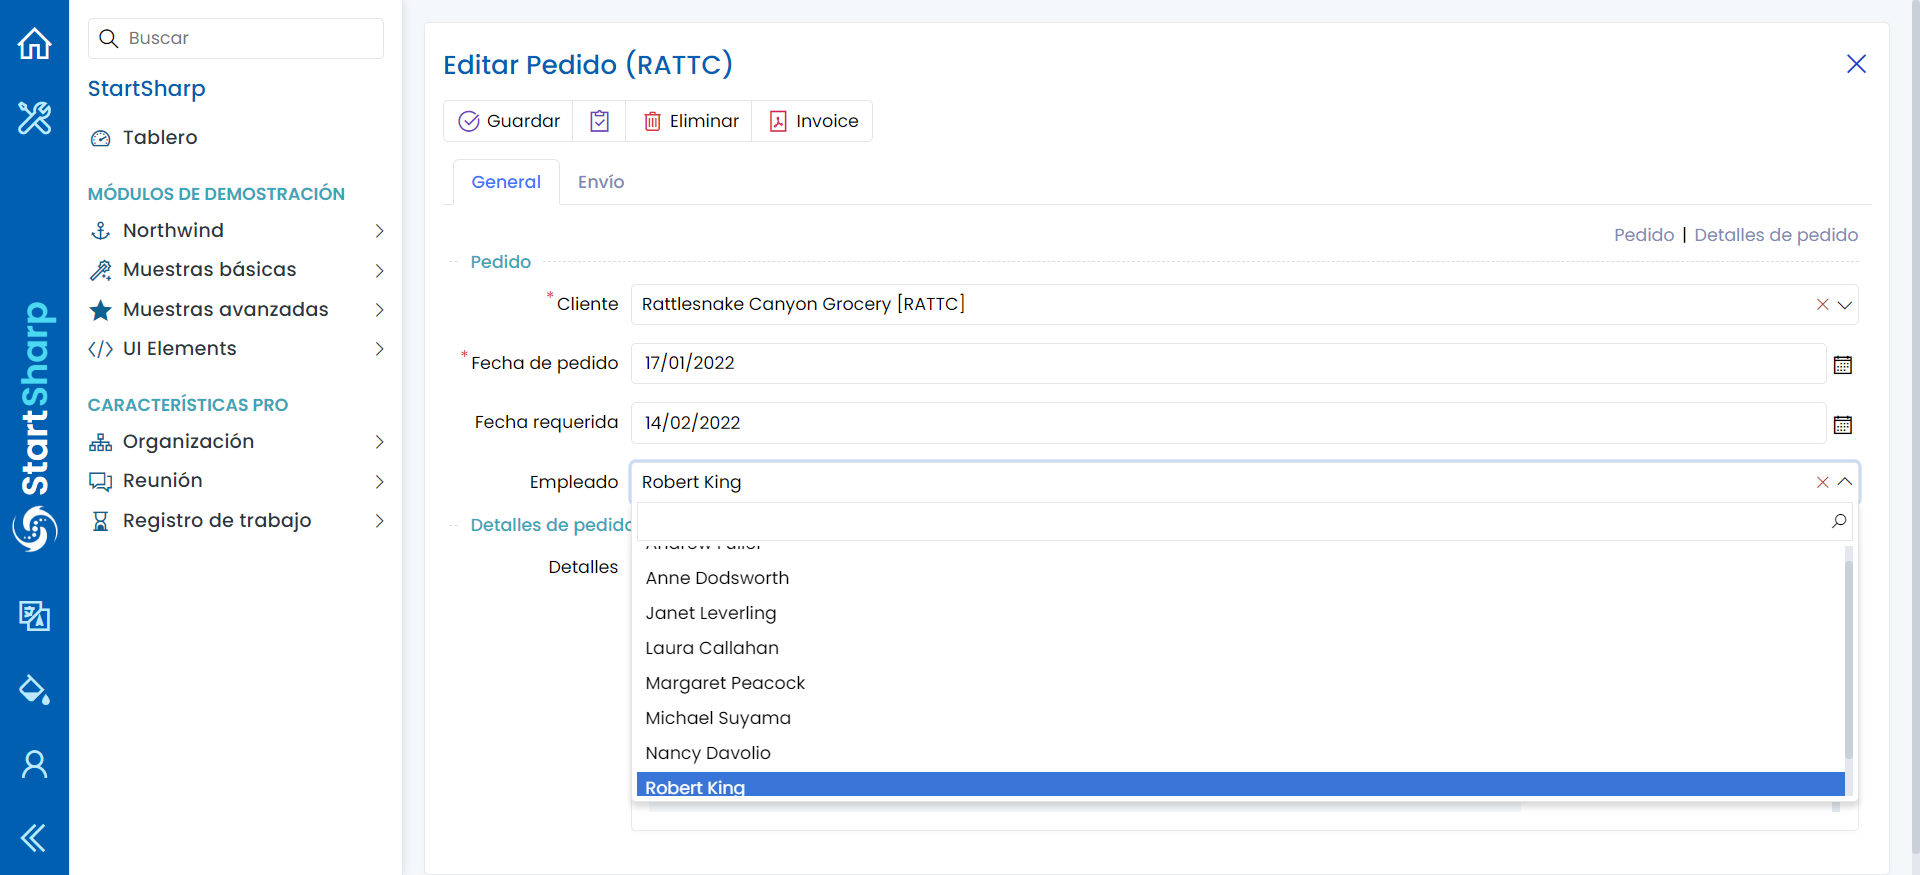 Buscar
StartSharp
Tablero
MÓDULOS DE DEMOSTRACIÓN
Northwind
Muestras básicas
Muestras avanzadas
UI Elements
CARACTERÍSTICAS PRO
Organización
Reunión
Registro de trabajo
StartSharp
Editar Pedido (RATTC)
Guardar
Eliminar
Invoice
General
Envío
Pedido | Detalles de pedido
Pedido
* Cliente
Rattlesnake Canyon Grocery [RATTC]
* Fecha de pedido
17/01/2022
Fecha requerida
14/02/2022
Empleado
Robert King
Detalles de pedido
Detalles
Andrew Fuller
Anne Dodsworth
Janet Leverling
Laura Callahan
Margaret Peacock
Michael Suyama
Nancy Davolio
Robert King